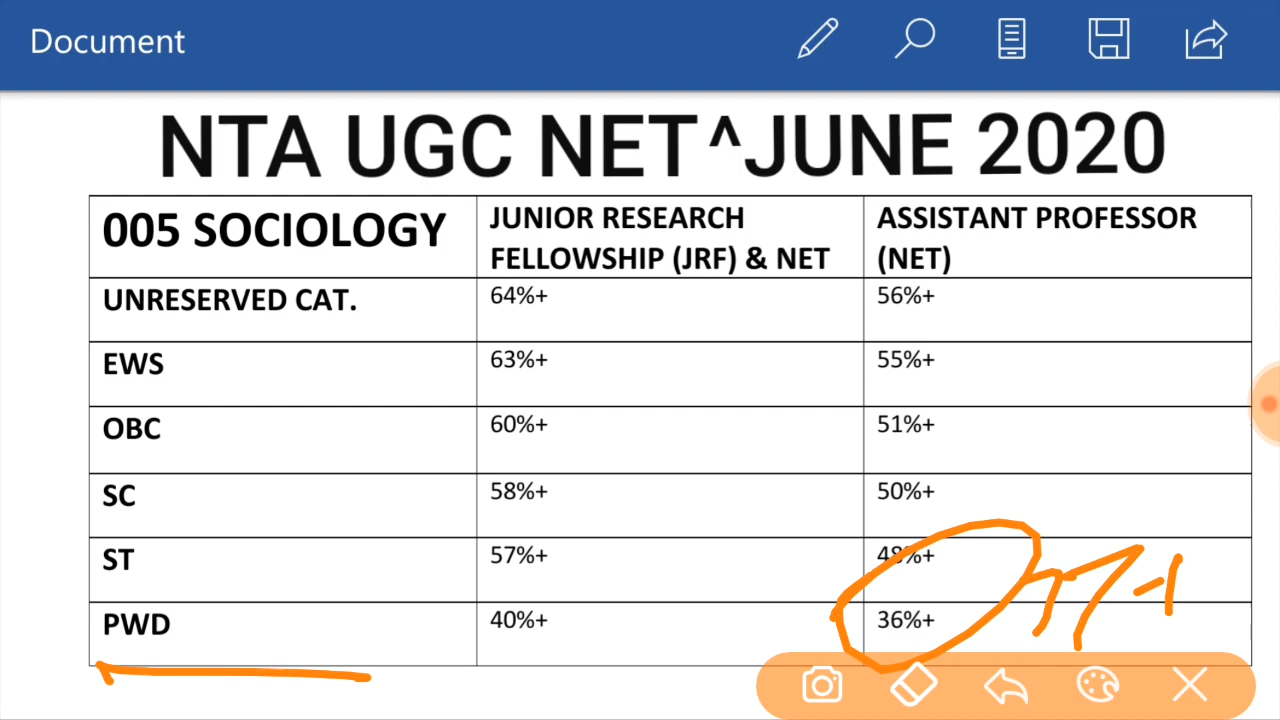 Document
NTA UGC NET^JUNE 2020
005 SOCIOLOGY
JUNIOR RESEARCH
FELLOWSHIP (JRF) & NET
ASSISTANT PROFESSOR
(NET)
UNRESERVED CAT.
64%+
56%+
EWS
63%+
55%+
OBC
60%+
51%+
SC
58%+
50%+
ST
57%+
48%+
PWD
40%+
36%+